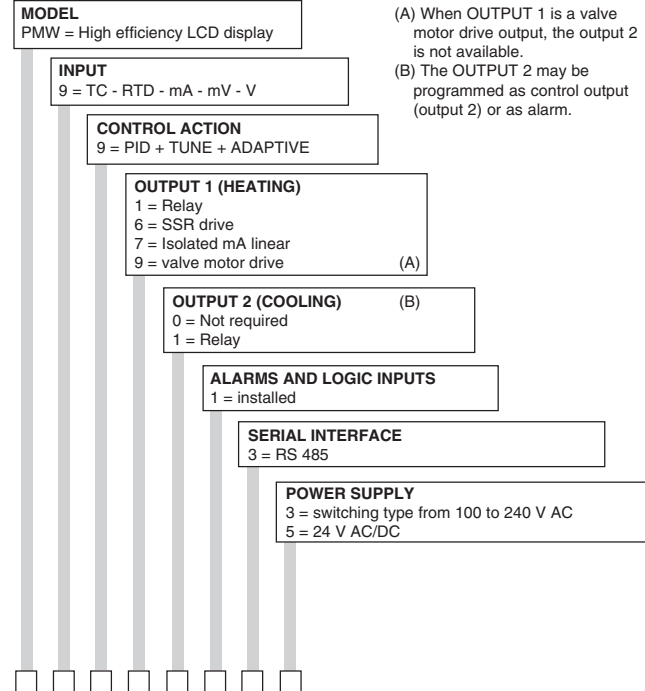 MODEL
PMW = High efficiency LCD display
(A) When OUTPUT 1 is a valve
motor drive output, the output 2
is not available.
(B) The OUTPUT 2 may be
programmed as control output
(output 2) or as alarm.
INPUT
9 = TC - RTD - mA - mV - V
CONTROL ACTION
9 = PID + TUNE + ADAPTIVE
OUTPUT 1 (HEATING)
1 = Relay
6 = SSR drive
7 = Isolated mA linear
9 = valve motor drive (A)
OUTPUT 2 (COOLING) (B)
0 = Not required
1 = Relay
ALARMS AND LOGIC INPUTS
1 = installed
SERIAL INTERFACE
3 = RS 485
POWER SUPPLY
3 = switching type from 100 to 240 V AC
5 = 24 V AC/DC